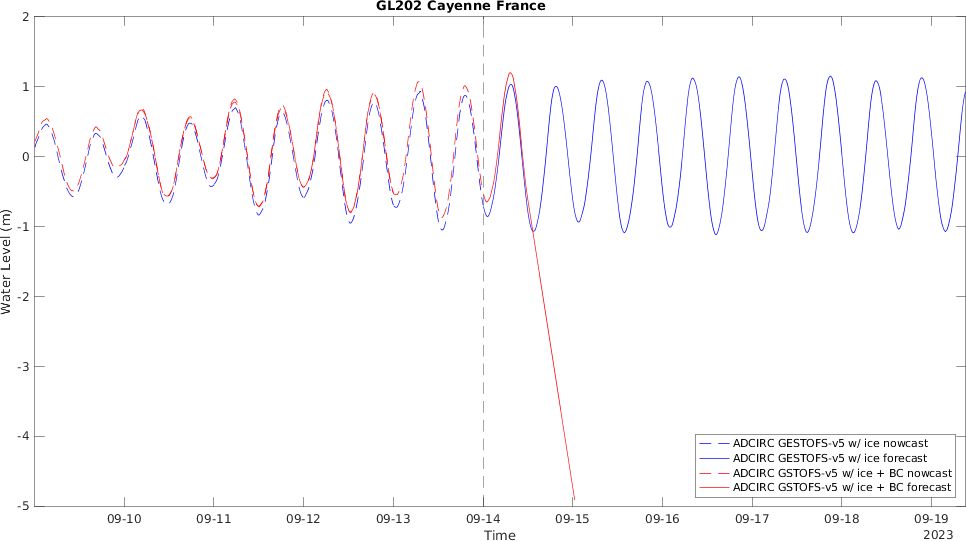 GL202 Cayenne France
2
1
0
-1
-2
-3
-4
-5
Water Level (m)
ADCIRC GESTOFS-v5 w/ ice nowcast
ADCIRC GESTOFS-v5 w/ ice forecast
ADCIRC GSTOFS-v5 w/ ice + BC nowcast
ADCIRC GSTOFS-v5 w/ ice + BC forecast
09-10 09-11 09-12 09-13 09-14 09-15 09-16 09-17 09-18 09-19
Time
2023